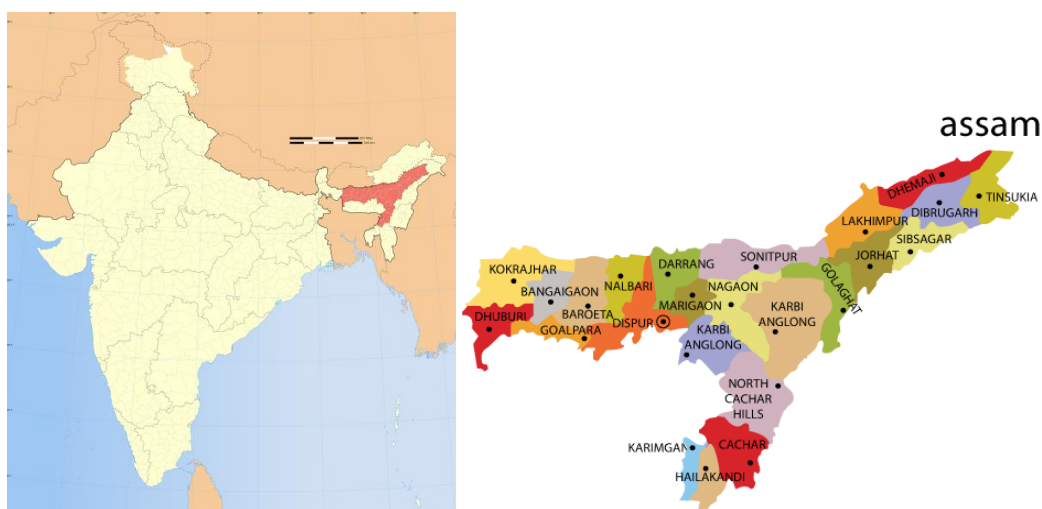 assam
DHEMAJI
TINSUKIA
DIBRUGARH
LAKHIMPUR
SIBSAGAR
JORHAT
SONITPUR
DARRANG
GOLAGHAT
KOKRAJHAR
NALBARI
NAGAON
BANGAIGAON
MARIGAON
BAROETA
KARBI
ANGLONG
DHUBURI
GOALPARA
DISPUR
KARBI
ANGLONG
NORTH
CACHAR
HILLS
KARIMGAN
CACHAR
HAILAKANDI